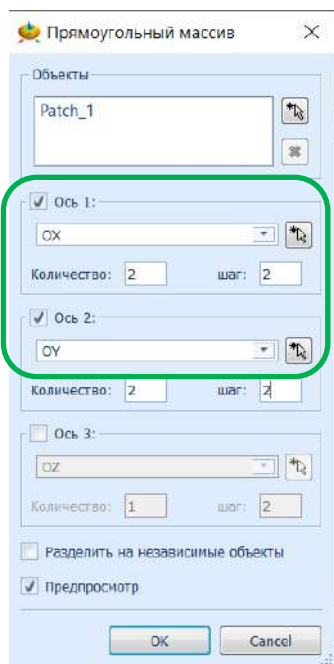 Прямоугольный массив
Объекты
Patch_1
Ось 1:
OX
Количество: 2 шаг: 2
Ось 2:
OY
Количество: 2 шаг: 2
Ось 3:
OZ
Количество: 1 шаг: 2
Разделить на независимые объекты
Предпросмотр
OK Cancel